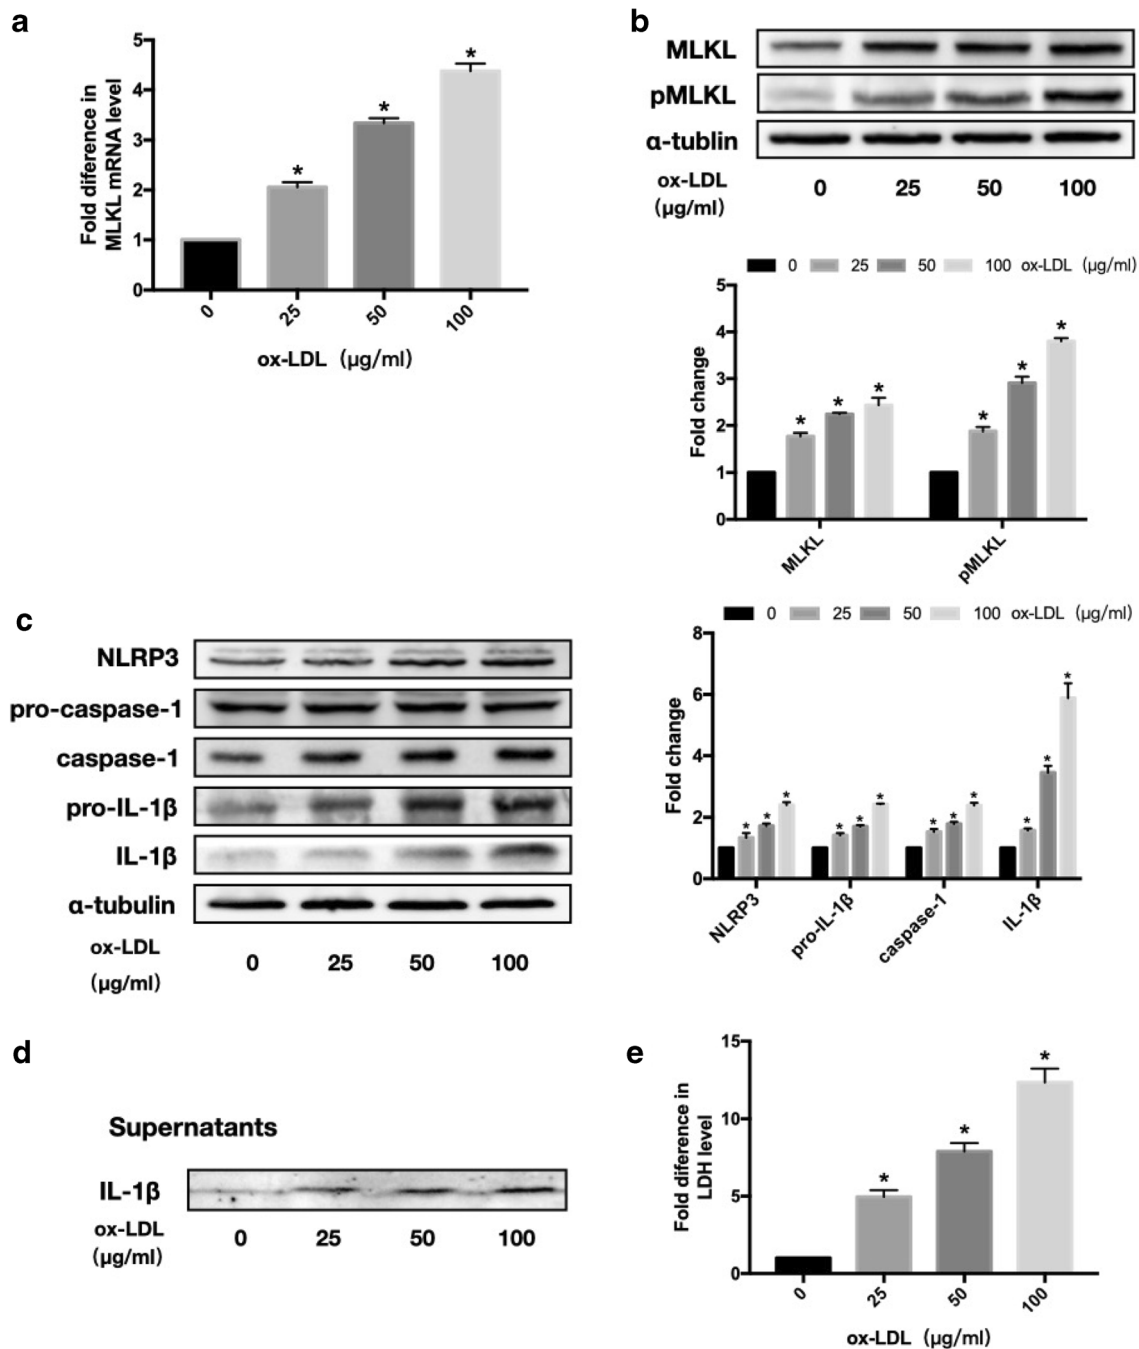 a
Fold diference in
MLKL mRNA level
5
4
3
2
1
0
*
*
*
0
25
50
100
ox-LDL (μg/ml)
b
MLKL
pMLKL
α-tublin
ox-LDL
(μg/ml)
0 25 50 100
0 25 50 100 ox-LDL (μg/ml)
Fold change
5
4
3
2
1
0
* * *
* * *
MLKL
pMLKL
c
NLRP3
pro-caspase-1
caspase-1
pro-IL-1β
IL-1β
α-tubulin
ox-LDL
(μg/ml)
0 25 50 100
0 25 50 100 ox-LDL (μg/ml)
Fold change
8
6
4
2
0
* * *
* * *
* * *
* * *
NLRP3
pro-IL-1β
caspase-1
IL-1β
d
Supernatants
IL-1β
ox-LDL
(μg/ml)
0 25 50 100
e
Fold diference in
LDH level
15
10
5
0
*
*
*
0
25
50
100
ox-LDL (μg/ml)